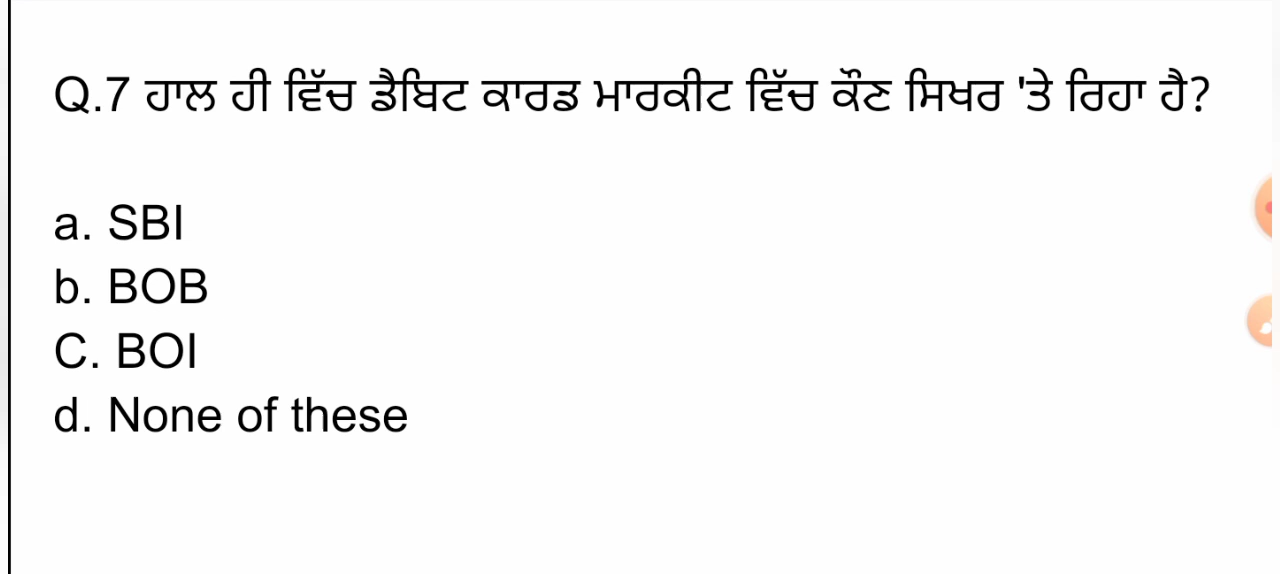 Q.7 ਹਾਲ ਹੀ ਵਿੱਚ ਡੈਬਿਟ ਕਾਰਡ ਮਾਰਕੀਟ ਵਿੱਚ ਕੌਣ ਸਿਖਰ 'ਤੇ ਰਿਹਾ ਹੈ?
a. SBI
b. BOB
C. BOI
d. None of these